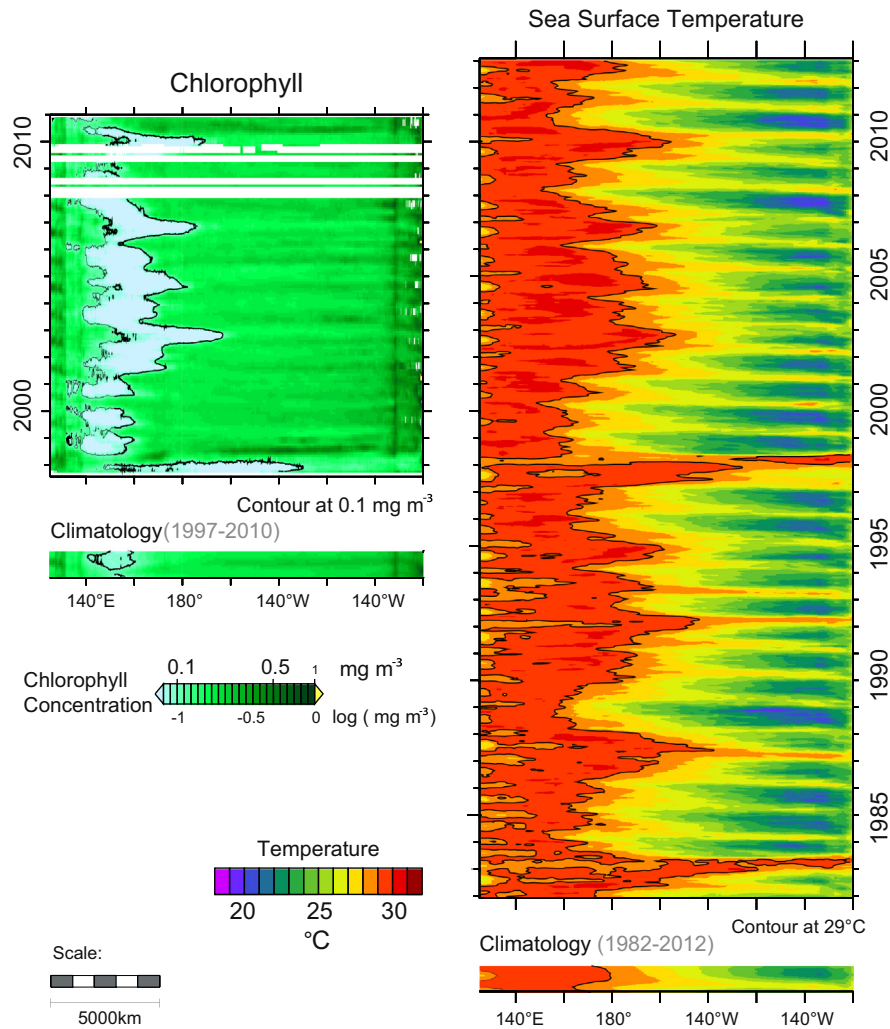 Sea Surface Temperature
Chlorophyll
2010
2000
Contour at 0.1 mg m⁻³
Climatology (1997-2010)
140°E 180° 140°W 140°W
Chlorophyll
Concentration
0.1 0.5 1 mg m⁻³
-1 -0.5 0 log ( mg m⁻³)
Temperature
20 25 30
°C
Scale:
5000km
2010
2005
2000
1995
1990
1985
Contour at 29°C
Climatology (1982-2012)
140°E 180° 140°W 140°W